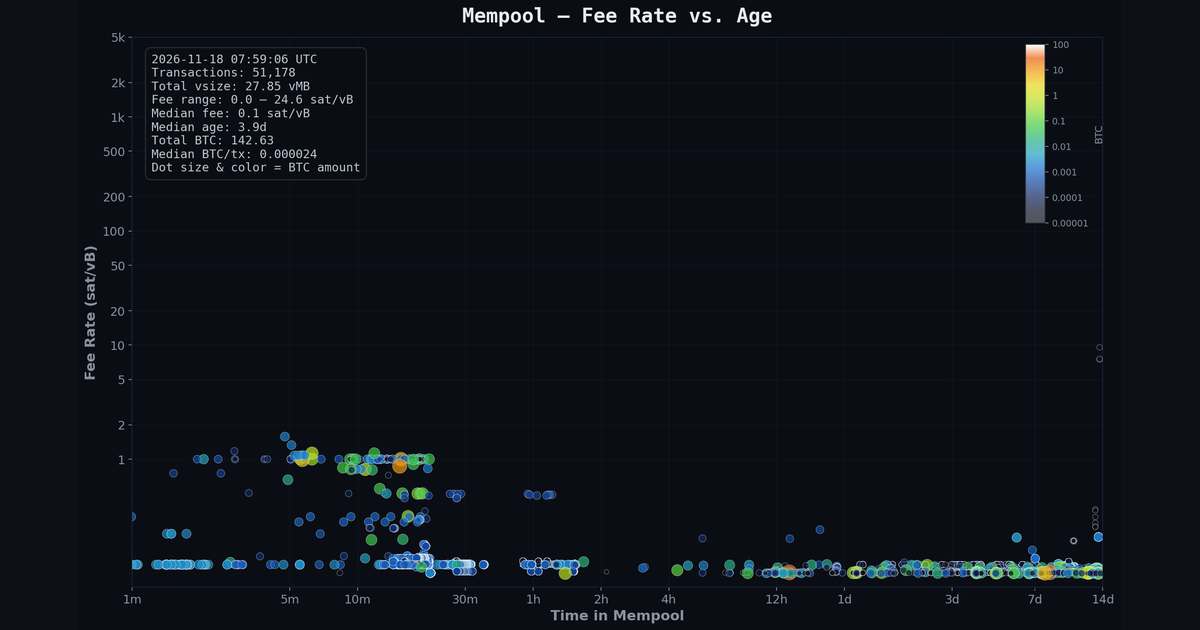 Mempool — Fee Rate vs. Age
2026-11-18 07:59:06 UTC
Transactions: 51,178
Total vsize: 27.85 vMB
Fee range: 0.0 — 24.6 sat/vB
Median fee: 0.1 sat/vB
Median age: 3.9d
Total BTC: 142.63
Median BTC/tx: 0.000024
Dot size & color = BTC amount
5k
2k
1k
500
200
100
50
20
10
5
2
1
Fee Rate (sat/vB)
100
10
1
0.1
0.01
0.001
0.0001
0.00001
BTC
1m 5m 10m 30m 1h 2h 4h 12h 1d 3d 7d 14d
Time in Mempool